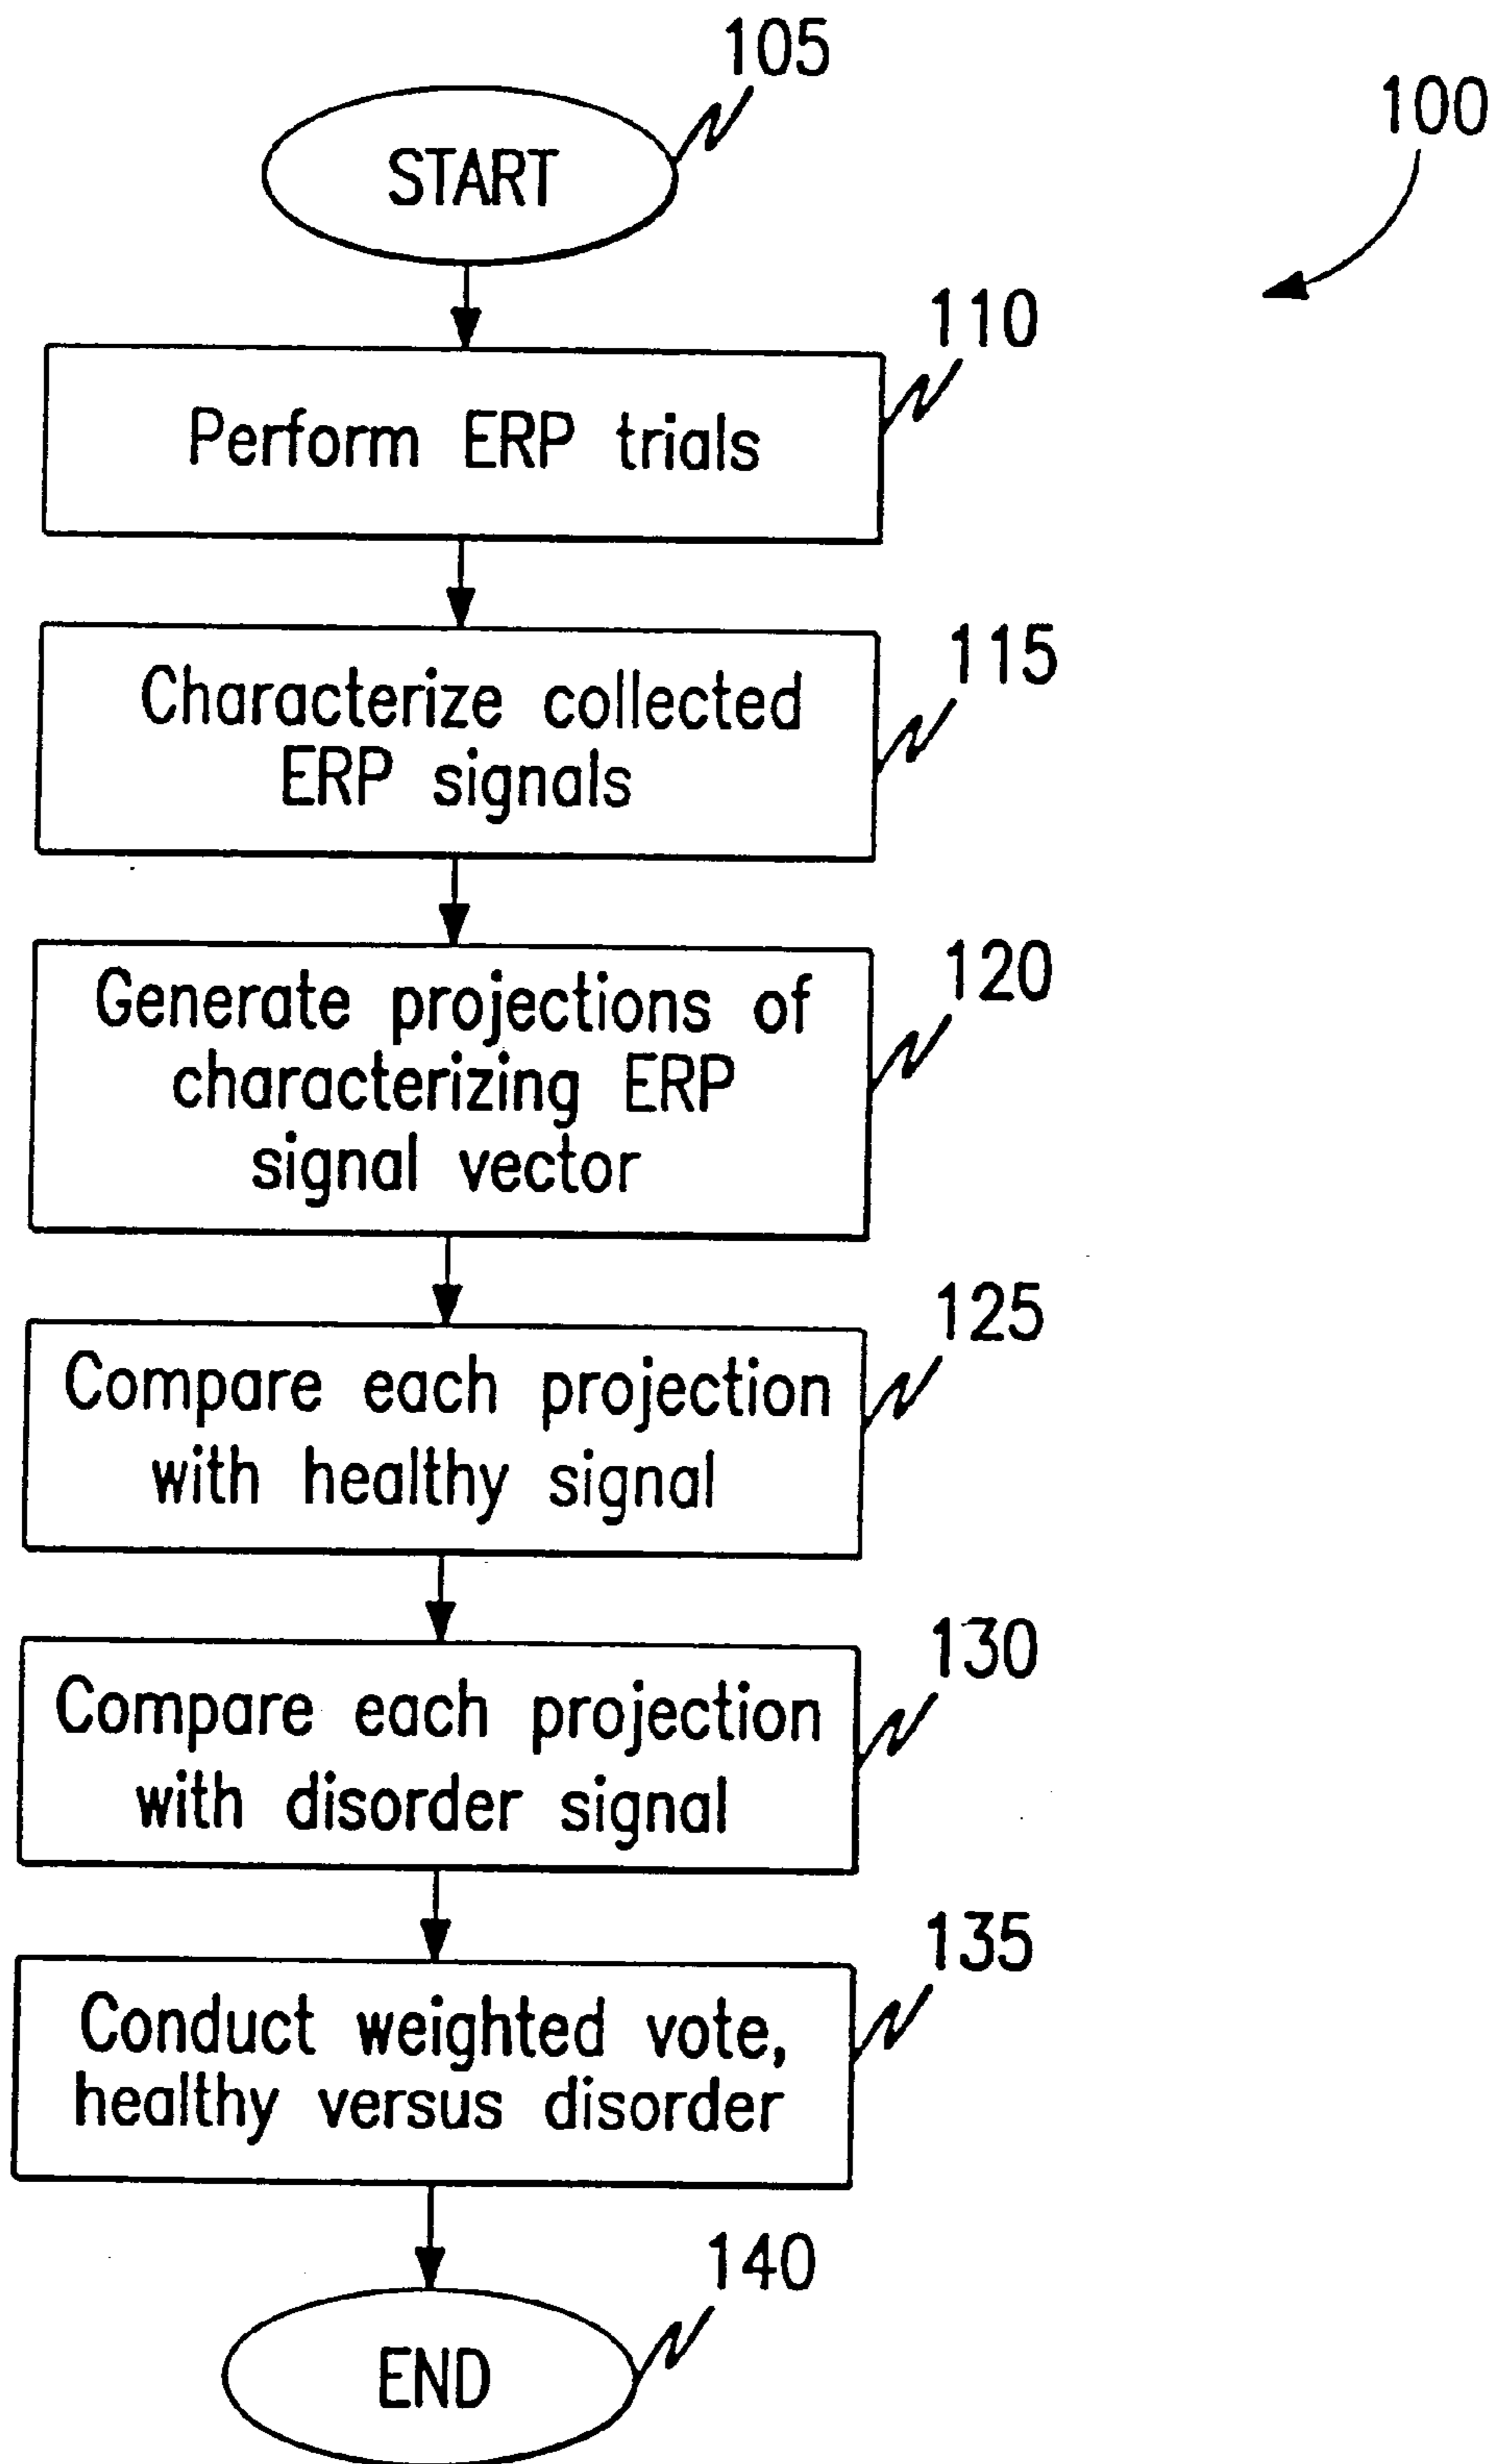 105
START
100
110
Perform ERP trials
115
Characterize collected
ERP signals
120
Generate projections of
characterizing ERP
signal vector
125
Compare each projection
with healthy signal
130
Compare each projection
with disorder signal
135
Conduct weighted vote,
healthy versus disorder
140
END